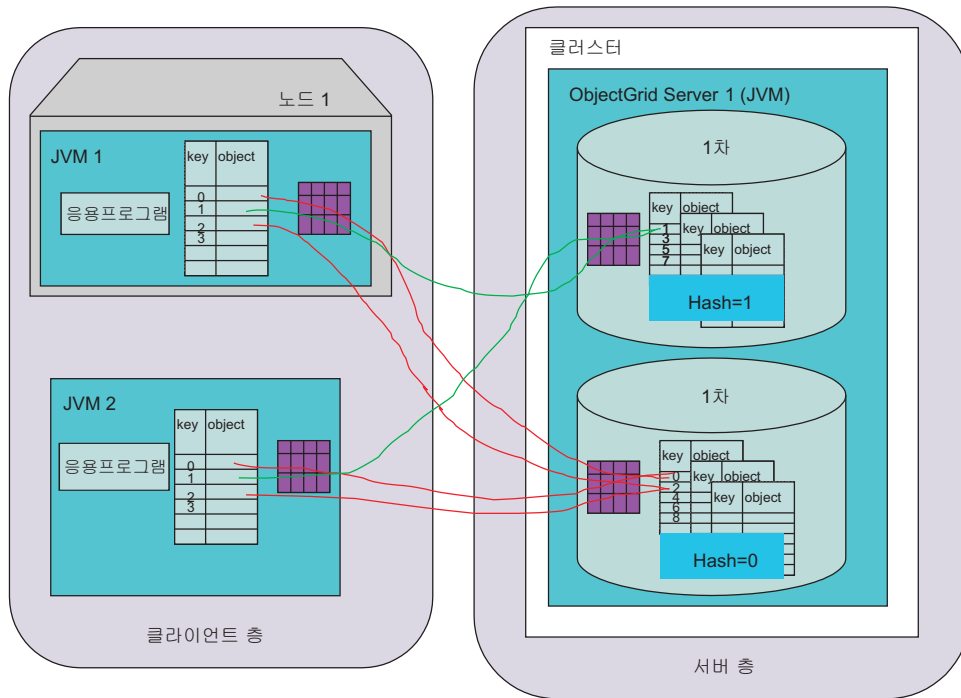 노드 1
JVM 1
key object
응용프로그램
0
1
2
3
JVM 2
key object
응용프로그램
0
1
2
3
클라이언트 층
클러스터
ObjectGrid Server 1 (JVM)
1차
key object
key object
key object
1
3
5
7
Hash=1
1차
key object
key object
key object
0
2
4
6
8
Hash=0
서버 층